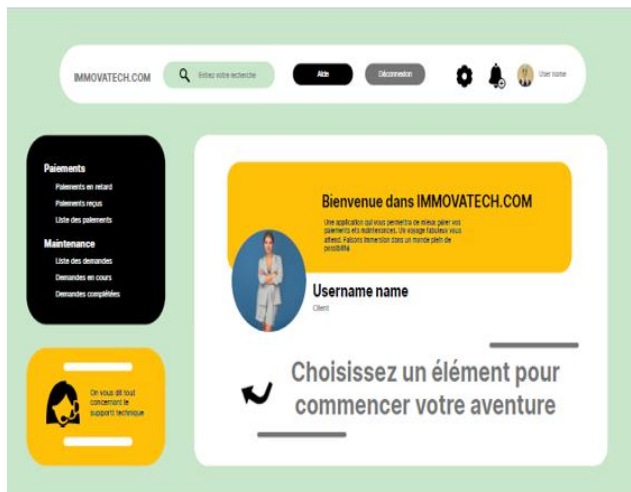 IMMOVATECH.COM
Entrez votre recherche
Aide
Déconnexion
User name
Paiements
Paiements en retard
Paiements reçus
Liste des paiements
Maintenance
Liste des demandes
Demandes en cours
Demandes complétées
On vous dit tout
concernant le
support technique
Bienvenue dans IMMOVATECH.COM
Une application qui vous permettra de mieux gérer vos
paiements ets maintenances. Un voyage fabuleux vous
attend. Faisons immersion dans un monde plein de
possibilité
Username name
Client
Choisissez un élément pour
commencer votre aventure